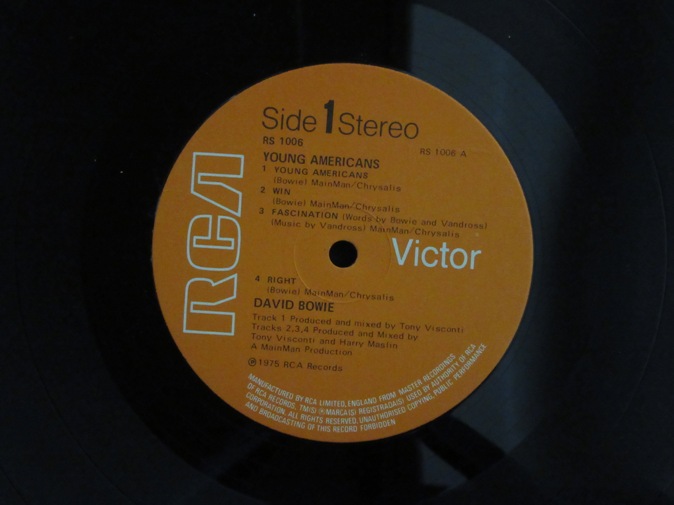 Side 1 Stereo
RS 1006
RS 1006 A
YOUNG AMERICANS
1 YOUNG AMERICANS
(Bowie) MainMan/Chrysalis
2 WIN
(Bowie) MainMan/Chrysalis
3 FASCINATION (Words by Bowie and Vandross)
(Music by Vandross) MainMan/Chrysalis
RCA
Victor
4 RIGHT
(Bowie) MainMan/Chrysalis
DAVID BOWIE
Track 1 Produced and mixed by Tony Visconti
Tracks 2,3,4 Produced and Mixed by
Tony Visconti and Harry Maslin
A MainMan Production
℗1975 RCA Records
MANUFACTURED BY RCA LIMITED, ENGLAND FROM MASTER RECORDINGS
OF RCA RECORDS. TM(S) ® MARCA(S) REGISTRADA(S) USED BY AUTHORITY OF RCA
CORPORATION. ALL RIGHTS RESERVED. UNAUTHORISED COPYING, PUBLIC PERFORMANCE
AND BROADCASTING OF THIS RECORD FORBIDDEN